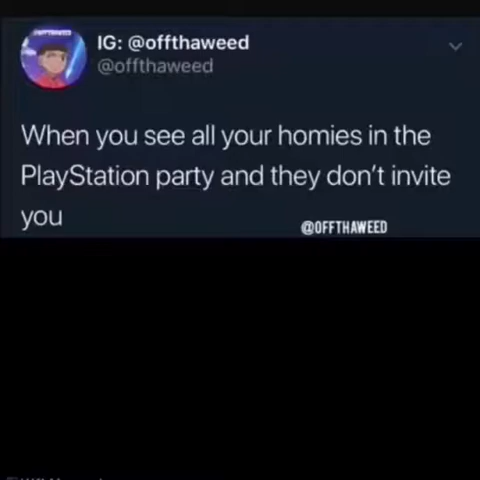 IG: @offthaweed
@offthaweed
When you see all your homies in the
PlayStation party and they don't invite
you
@OFFTHAWEED